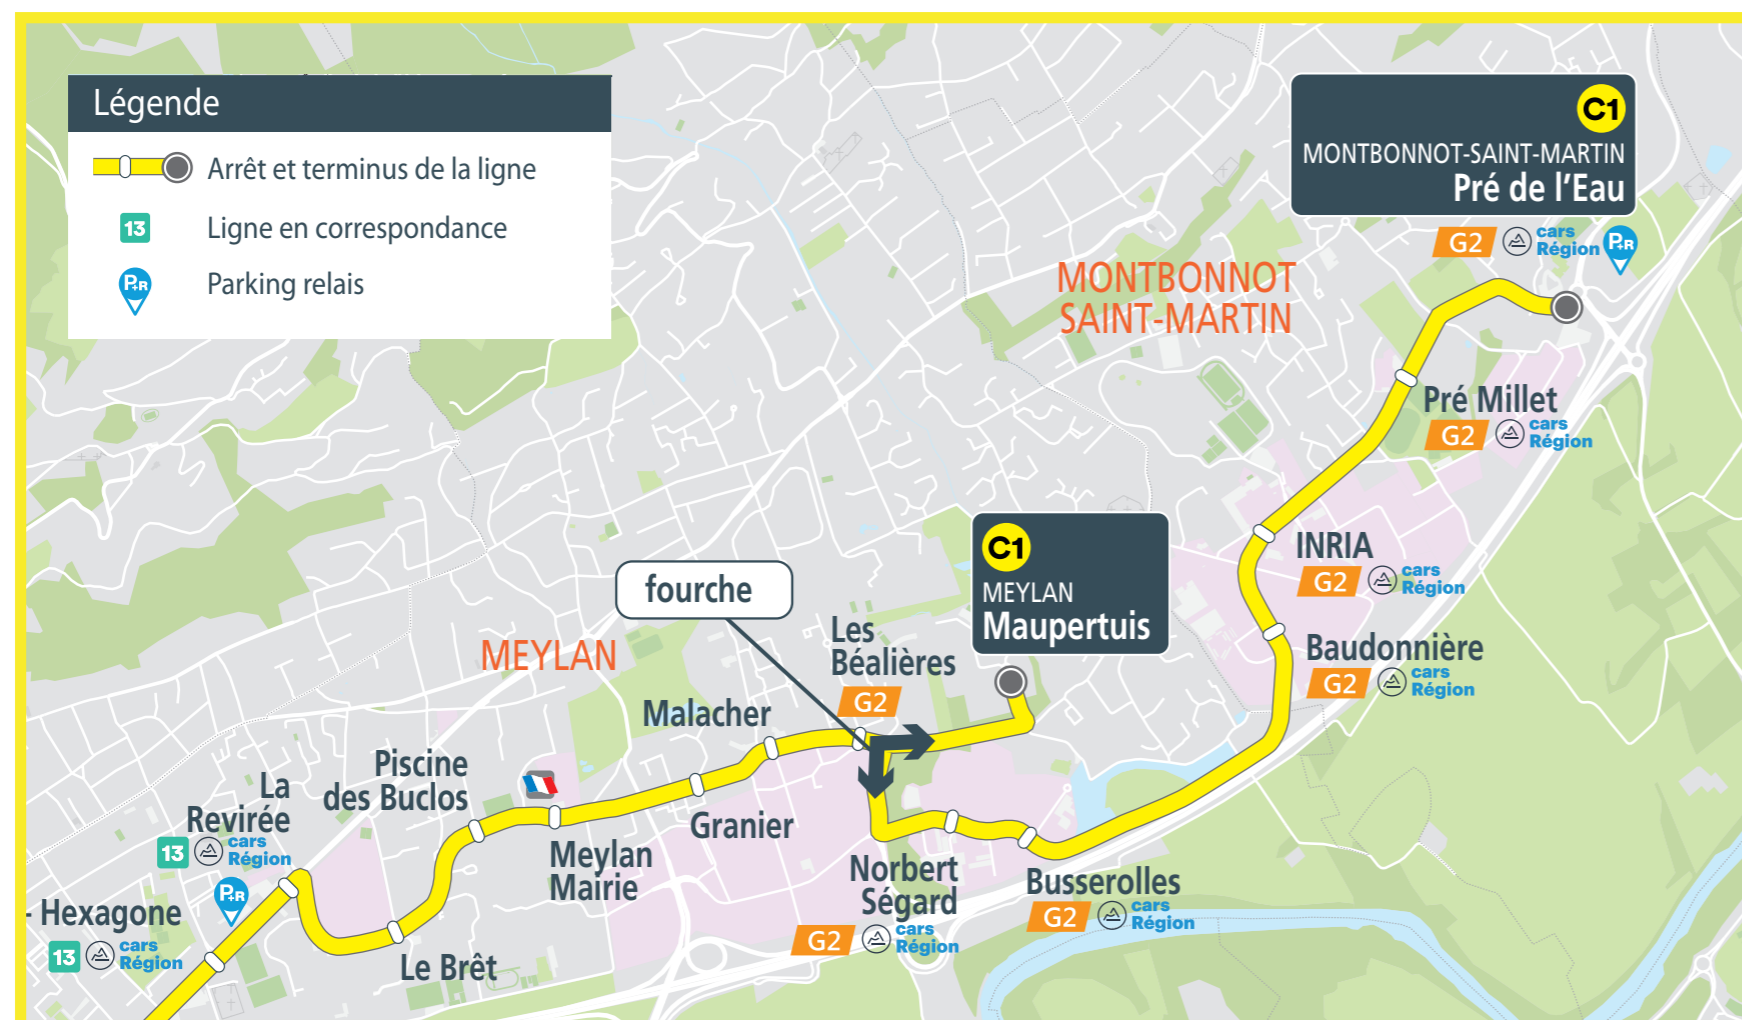 Légende
Arrêt et terminus de la ligne
13
Ligne en correspondance
P+R
Parking relais
C1
MONTBONNOT-SAINT-MARTIN
Pré de l'Eau
G2 cars Région P+R
MONTBONNOT
SAINT-MARTIN
Pré Millet
G2 cars Région
INRIA
G2 cars Région
Baudonnière
G2 cars Région
C1
MEYLAN
Maupertuis
fourche
Les
Béalières
G2
MEYLAN
Malacher
Piscine
des Buclos
La
Revirée
13 cars Région
P+R
- Hexagone
13 cars Région
Le Brêt
Meylan
Mairie
Granier
Norbert
Ségard
G2 cars Région
Busserolles
G2 cars Région